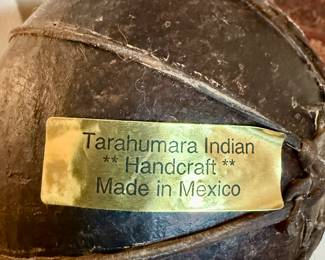 Tarahumara Indian
** Handcraft **
Made in Mexico